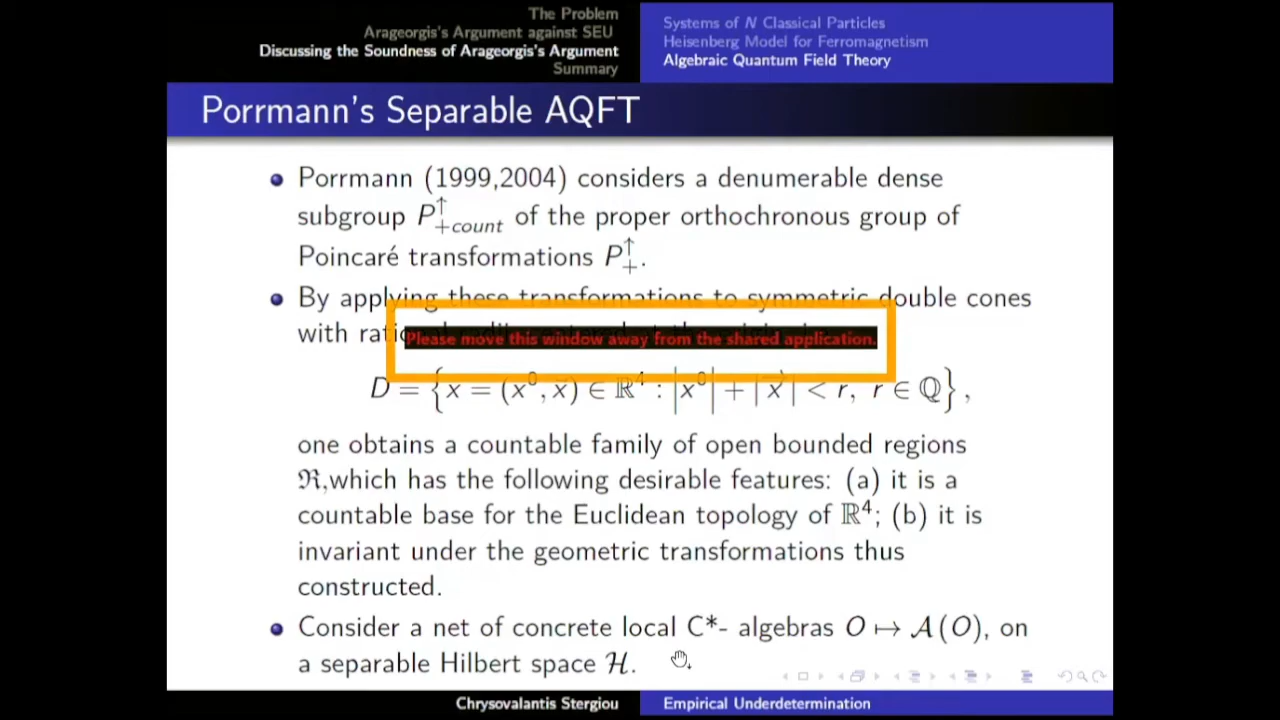 The Problem
Arageorgis's Argument against SEU
Discussing the Soundness of Arageorgis's Argument
Summary
Systems of N Classical Particles
Heisenberg Model for Ferromagnetism
Algebraic Quantum Field Theory
Porrmann's Separable AQFT
Porrmann (1999,2004) considers a denumerable dense
subgroup P↑+count of the proper orthochronous group of
Poincaré transformations P↑+.
By applying these transformations to symmetric double cones
with
Please move this window away from the shared application.
D = {x = (x⁰, x⃗) ∈ ℝ⁴ : |x⁰| + |x⃗| < r, r ∈ ℚ},
one obtains a countable family of open bounded regions
ℜ,which has the following desirable features: (a) it is a
countable base for the Euclidean topology of ℝ⁴; (b) it is
invariant under the geometric transformations thus
constructed.
Consider a net of concrete local C*- algebras O ↦ 𝒜(O), on
a separable Hilbert space ℋ.
Chrysovalantis Stergiou
Empirical Underdetermination